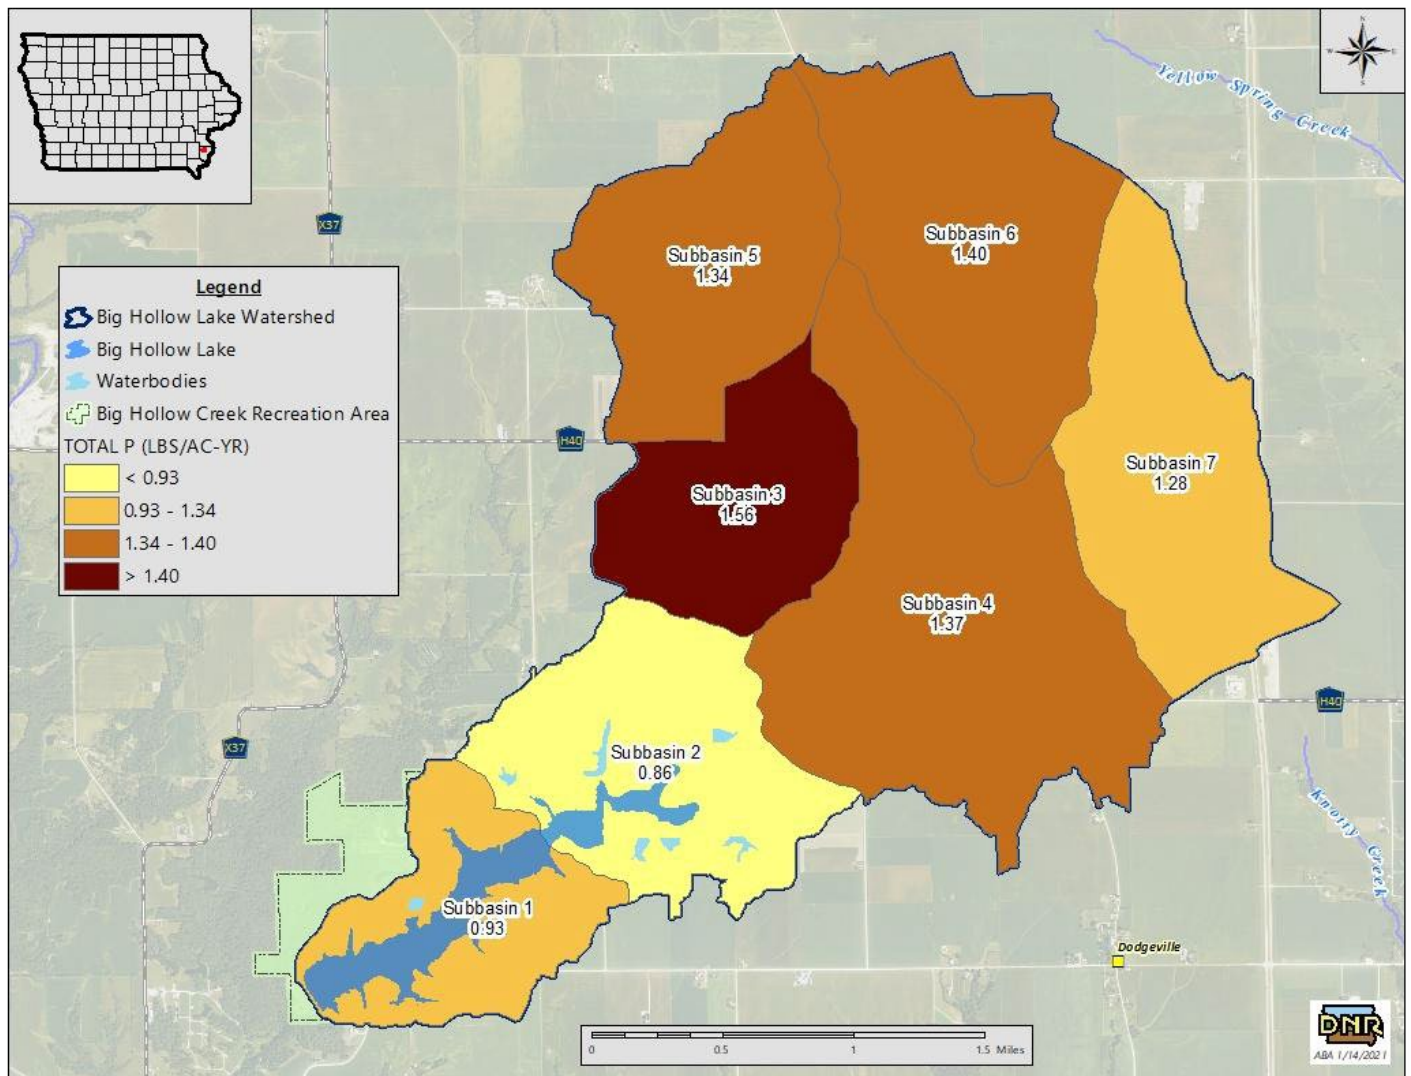 N
W
E
S
Yellow Spring Creek
X37
Subbasin 6
1.40
Subbasin 5
1.34
Legend
Big Hollow Lake Watershed
Big Hollow Lake
Waterbodies
Big Hollow Creek Recreation Area
TOTAL P (LBS/AC-YR)
< 0.93
0.93 - 1.34
1.34 - 1.40
> 1.40
H40
Subbasin 7
1.28
Subbasin 3
1.56
Subbasin 4
1.37
H40
X37
Subbasin 2
0.86
Knotty Creek
Subbasin 1
0.93
Dodgeville
0
0.5
1
1.5 Miles
DNR
ABA 1/14/2021